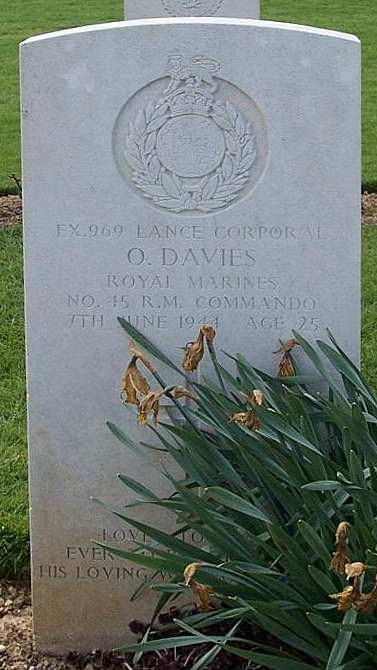 EX.969 LANCE CORPORAL
O. DAVIES
ROYAL MARINES
NO. 45 R.M. COMMANDO
7TH JUNE 1944 AGE 25
EVER
HIS LOVING